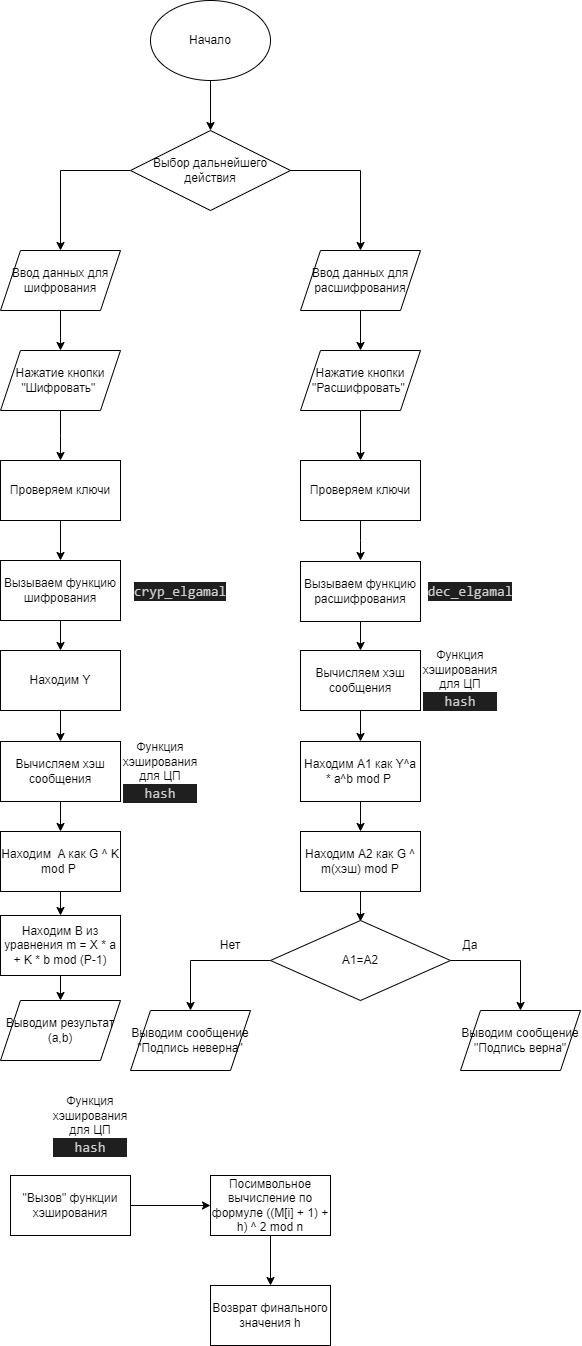 Начало
Выбор дальнейшего
действия
Ввод данных для
шифрования
Ввод данных для
расшифрования
Нажатие кнопки
"Шифровать"
Нажатие кнопки
"Расшифровать"
Проверяем ключи
Проверяем ключи
Вызываем функцию
шифрования
cryp_elgamal
Вызываем функцию
расшифрования
dec_elgamal
Находим Y
Вычисляем хэш
сообщения
Функция
хэширования
для ЦП
hash
Вычисляем хэш
сообщения
Функция
хэширования
для ЦП
hash
Находим A1 как Y^a
* a^b mod P
Находим A как G ^ K
mod P
Находим A2 как G ^
m(хэш) mod P
Находим B из
уравнения m = X * a
+ K * b mod (P-1)
Нет
A1=A2
Да
Выводим результат
(a,b)
Выводим сообщение
"Подпись неверна"
Выводим сообщение
"Подпись верна"
Функция
хэширования
для ЦП
hash
"Вызов" функции
хэширования
Посимвольное
вычисление по
формуле ((M[i] + 1) +
h) ^ 2 mod n
Возврат финального
значения h